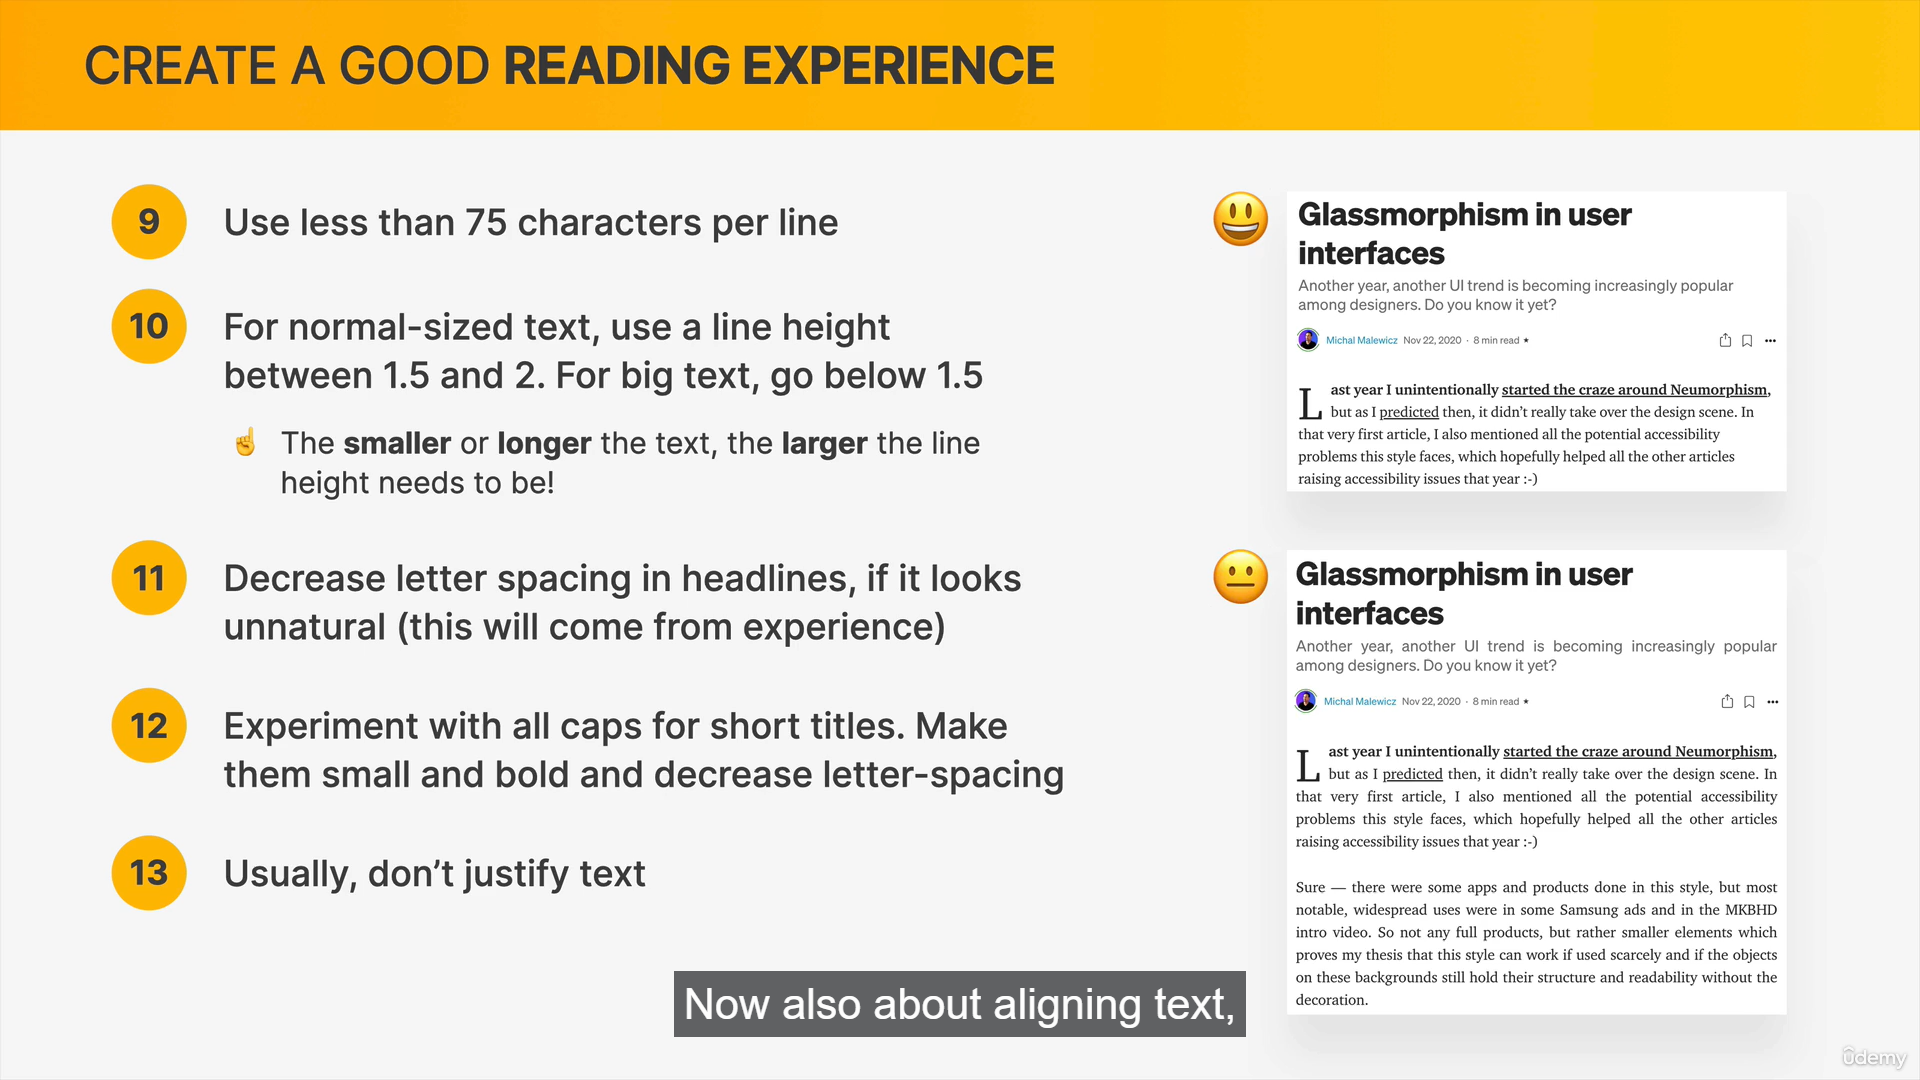 CREATE A GOOD READING EXPERIENCE
9
Use less than 75 characters per line
10
For normal-sized text, use a line height
between 1.5 and 2. For big text, go below 1.5
The smaller or longer the text, the larger the line
height needs to be!
11
Decrease letter spacing in headlines, if it looks
unnatural (this will come from experience)
12
Experiment with all caps for short titles. Make
them small and bold and decrease letter-spacing
13
Usually, don’t justify text
Glassmorphism in user
interfaces
Another year, another UI trend is becoming increasingly popular
among designers. Do you know it yet?
Michal Malewicz Nov 22, 2020 · 8 min read ★
Last year I unintentionally started the craze around Neumorphism,
but as I predicted then, it didn’t really take over the design scene. In
that very first article, I also mentioned all the potential accessibility
problems this style faces, which hopefully helped all the other articles
raising accessibility issues that year :-)
Glassmorphism in user
interfaces
Another year, another UI trend is becoming increasingly popular
among designers. Do you know it yet?
Michal Malewicz Nov 22, 2020 · 8 min read ★
Last year I unintentionally started the craze around Neumorphism,
but as I predicted then, it didn’t really take over the design scene. In
that very first article, I also mentioned all the potential accessibility
problems this style faces, which hopefully helped all the other articles
raising accessibility issues that year :-)
Sure — there were some apps and products done in this style, but most
notable, widespread uses were in some Samsung ads and in the MKBHD
intro video. So not any full products, but rather smaller elements which
proves my thesis that this style can work if used scarcely and if the objects
on these backgrounds still hold their structure and readability without the
decoration.
Now also about aligning text,
ûdemy